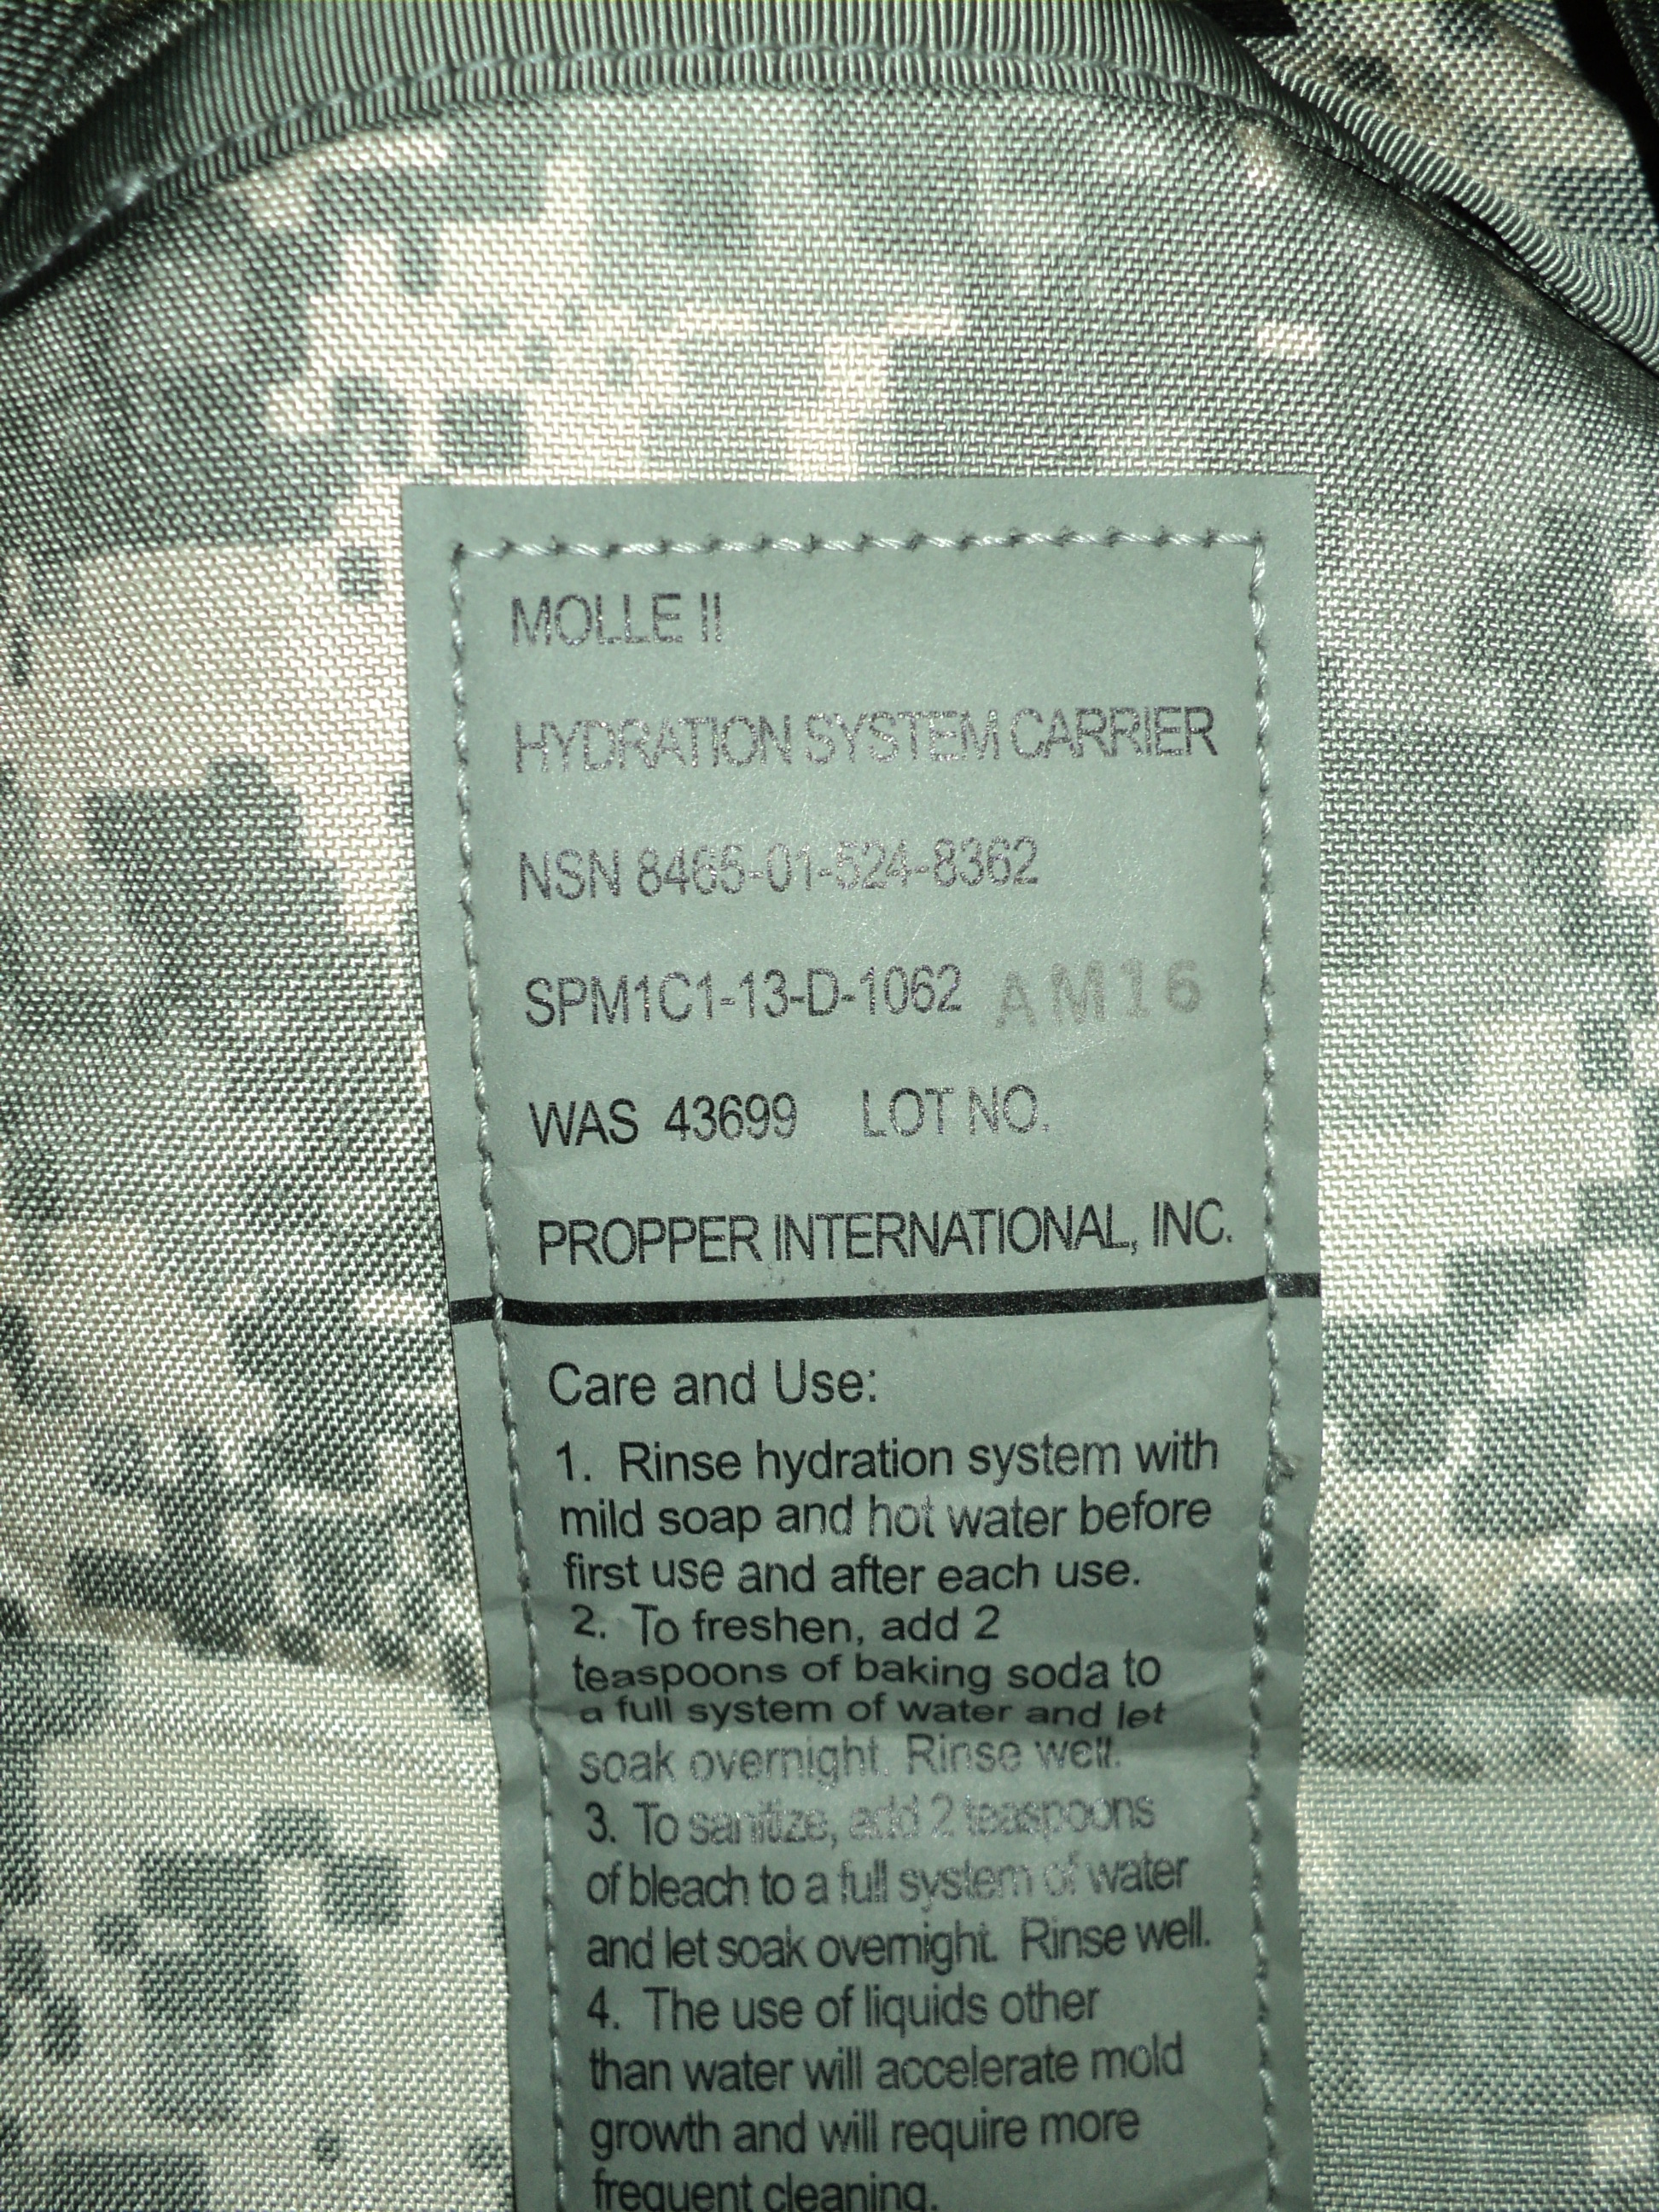 MOLLE II
HYDRATION SYSTEM CARRIER
NSN 8465-01-524-8362
SPM1C1-13-D-1062 AM16
WAS 43699 LOT NO.
PROPPER INTERNATIONAL, INC.
Care and Use:
1. Rinse hydration system with
mild soap and hot water before
first use and after each use.
2. To freshen, add 2
teaspoons of baking soda to
a full system of water and let
soak overnight. Rinse well.
3. To sanitize, add 2 teaspoons
of bleach to a full system of water
and let soak overnight. Rinse well.
4. The use of liquids other
than water will accelerate mold
growth and will require more
frequent cleaning.